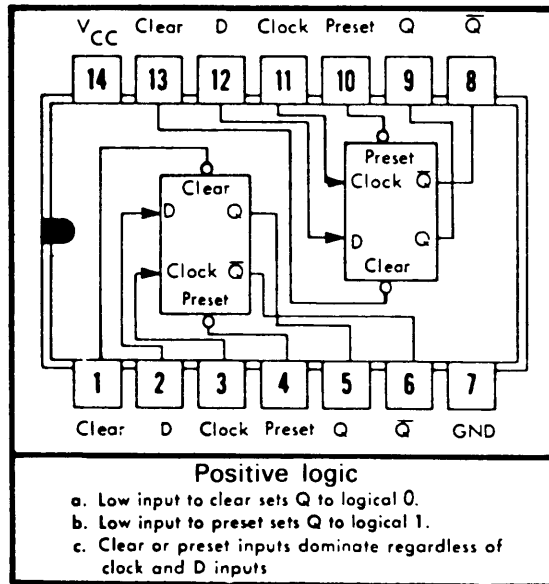 VCC Clear D Clock Preset Q Q̅
14 13 12 11 10 9 8
Preset
Clock Q̅
D Q
Clear
Clear
D Q
Clock Q̅
Preset
1 2 3 4 5 6 7
Clear D Clock Preset Q Q̅ GND
Positive logic
a. Low input to clear sets Q to logical 0.
b. Low input to preset sets Q to logical 1.
c. Clear or preset inputs dominate regardless of
clock and D inputs